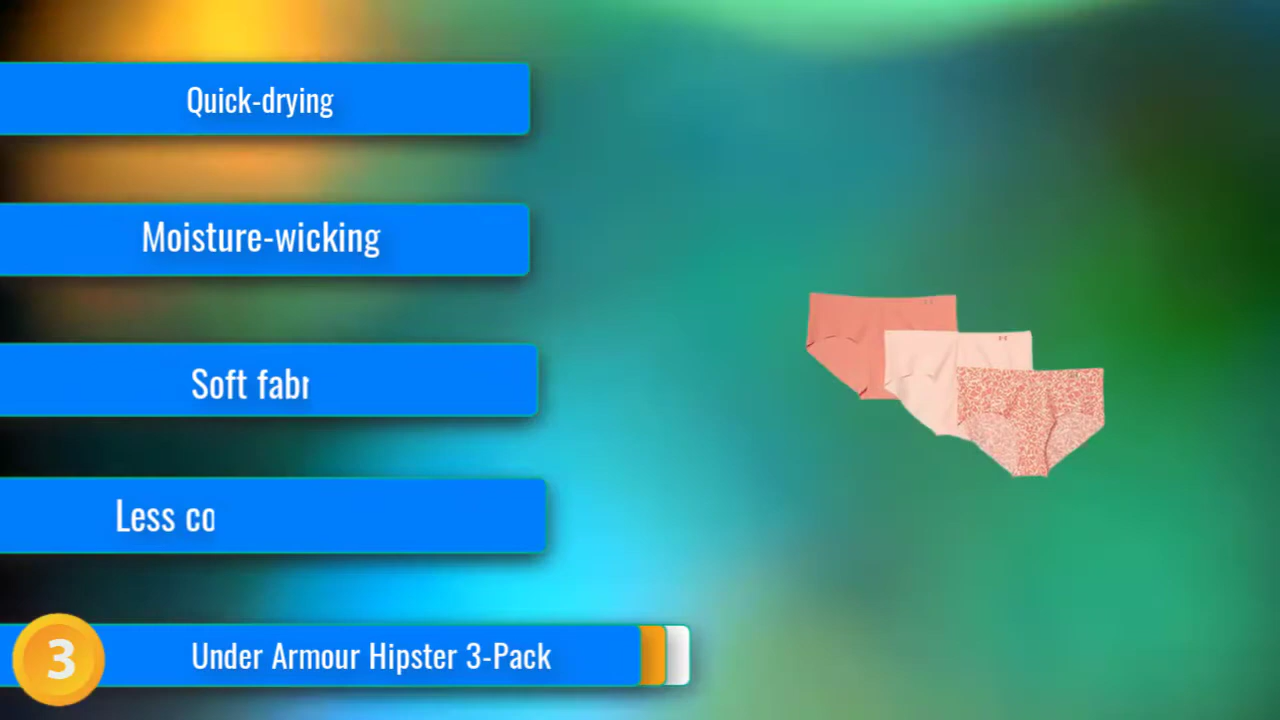 Quick-drying
Moisture-wicking
Soft fabr
Less co
3
Under Armour Hipster 3-Pack